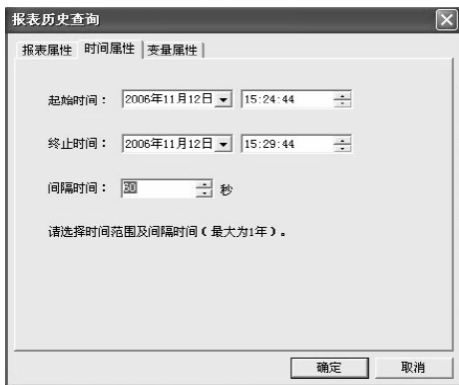 报表历史查询
报表属性 时间属性 变量属性
起始时间： 2006年11月12日 15:24:44
终止时间： 2006年11月12日 15:29:44
间隔时间： 60 秒
请选择时间范围及间隔时间（最大为1年）。
确定 取消